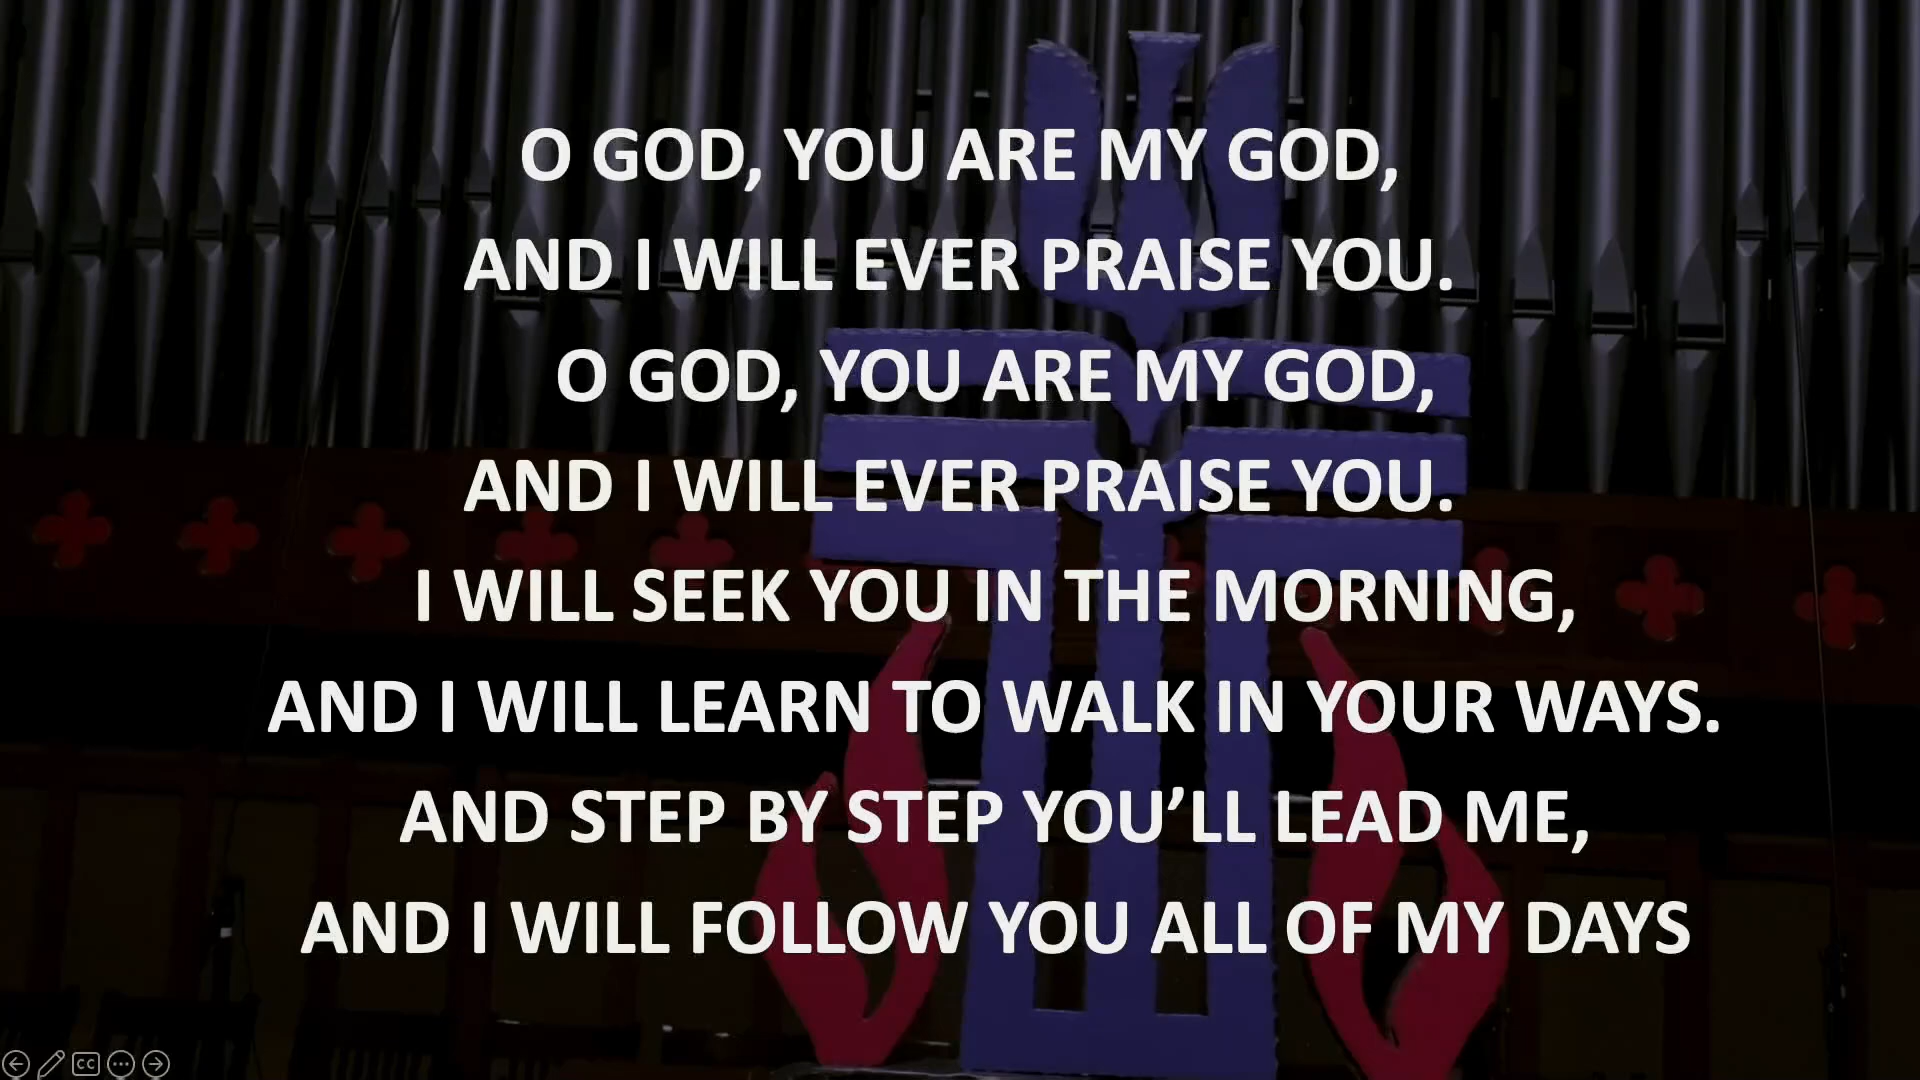 O GOD, YOU ARE MY GOD,
AND I WILL EVER PRAISE YOU.
O GOD, YOU ARE MY GOD,
AND I WILL EVER PRAISE YOU.
I WILL SEEK YOU IN THE MORNING,
AND I WILL LEARN TO WALK IN YOUR WAYS.
AND STEP BY STEP YOU’LL LEAD ME,
AND I WILL FOLLOW YOU ALL OF MY DAYS
CC